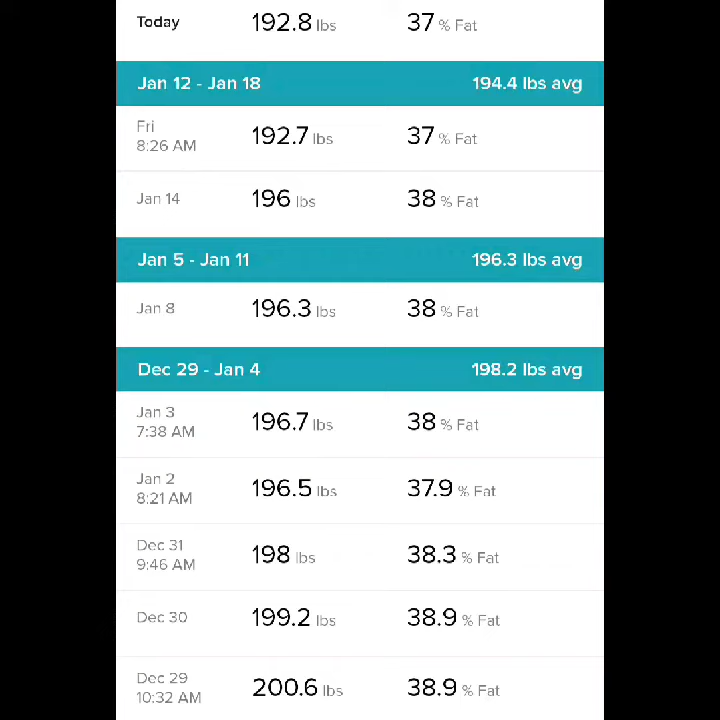 Today 192.8 lbs 37 % Fat
Jan 12 - Jan 18 194.4 lbs avg
Fri
8:26 AM 192.7 lbs 37 % Fat
Jan 14 196 lbs 38 % Fat
Jan 5 - Jan 11 196.3 lbs avg
Jan 8 196.3 lbs 38 % Fat
Dec 29 - Jan 4 198.2 lbs avg
Jan 3
7:38 AM 196.7 lbs 38 % Fat
Jan 2
8:21 AM 196.5 lbs 37.9 % Fat
Dec 31
9:46 AM 198 lbs 38.3 % Fat
Dec 30 199.2 lbs 38.9 % Fat
Dec 29
10:32 AM 200.6 lbs 38.9 % Fat